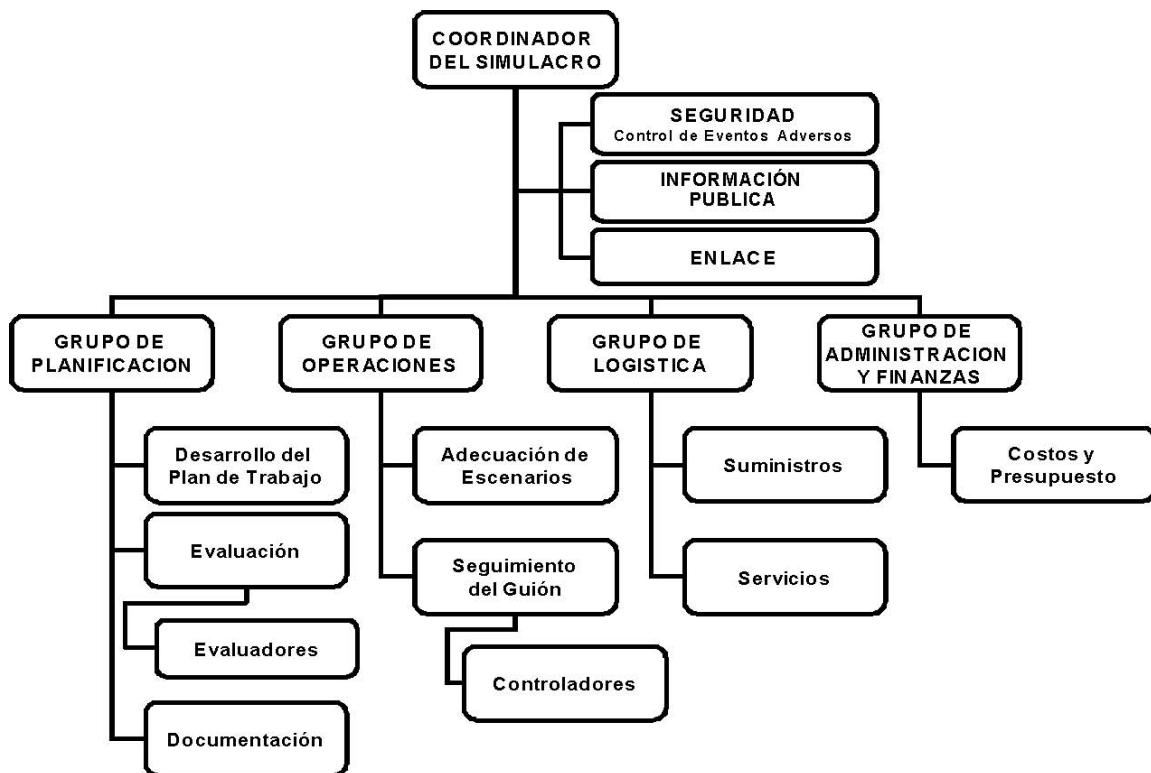 COORDINADOR
DEL SIMULACRO
SEGURIDAD
Control de Eventos Adversos
INFORMACIÓN
PUBLICA
ENLACE
GRUPO DE
PLANIFICACION
GRUPO DE
OPERACIONES
GRUPO DE
LOGISTICA
GRUPO DE
ADMINISTRACION
Y FINANZAS
Desarrollo del
Plan de Trabajo
Adecuación de
Escenarios
Suministros
Costos y
Presupuesto
Evaluación
Seguimiento
del Guión
Servicios
Evaluadores
Controladores
Documentación